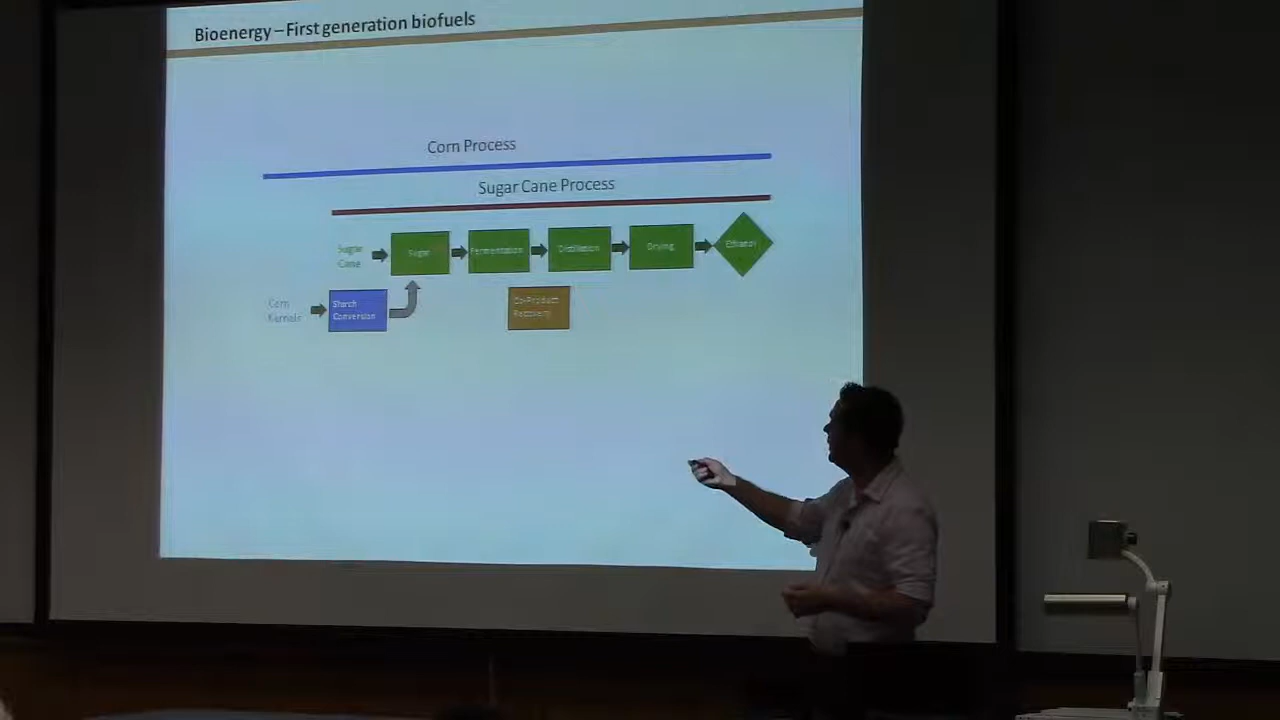 Bioenergy – First generation biofuels
Corn Process
Sugar Cane Process
Sugar
Cane
Sugar
Fermentation
Distillation
Drying
Ethanol
Corn
Kernels
Starch
Conversion
Co-Product
Recovery